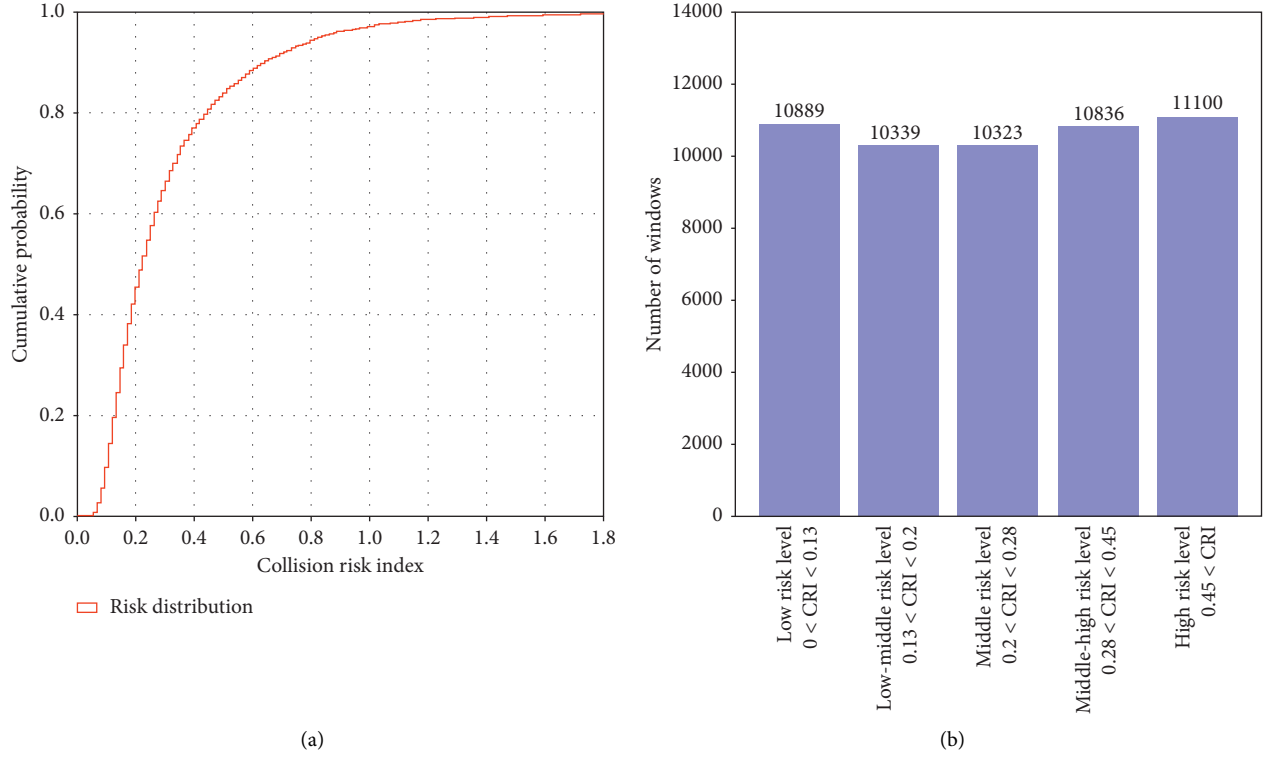 1.0
0.8
0.6
0.4
0.2
0.0
Cumulative probability
0.0 0.2 0.4 0.6 0.8 1.0 1.2 1.4 1.6 1.8
Collision risk index
Risk distribution
(a)
14000
12000
10000
8000
6000
4000
2000
0
Number of windows
10889
10339
10323
10836
11100
Low risk level
0 < CRI < 0.13
Low-middle risk level
0.13 < CRI < 0.2
Middle risk level
0.2 < CRI < 0.28
Middle-high risk level
0.28 < CRI < 0.45
High risk level
0.45 < CRI
(b)